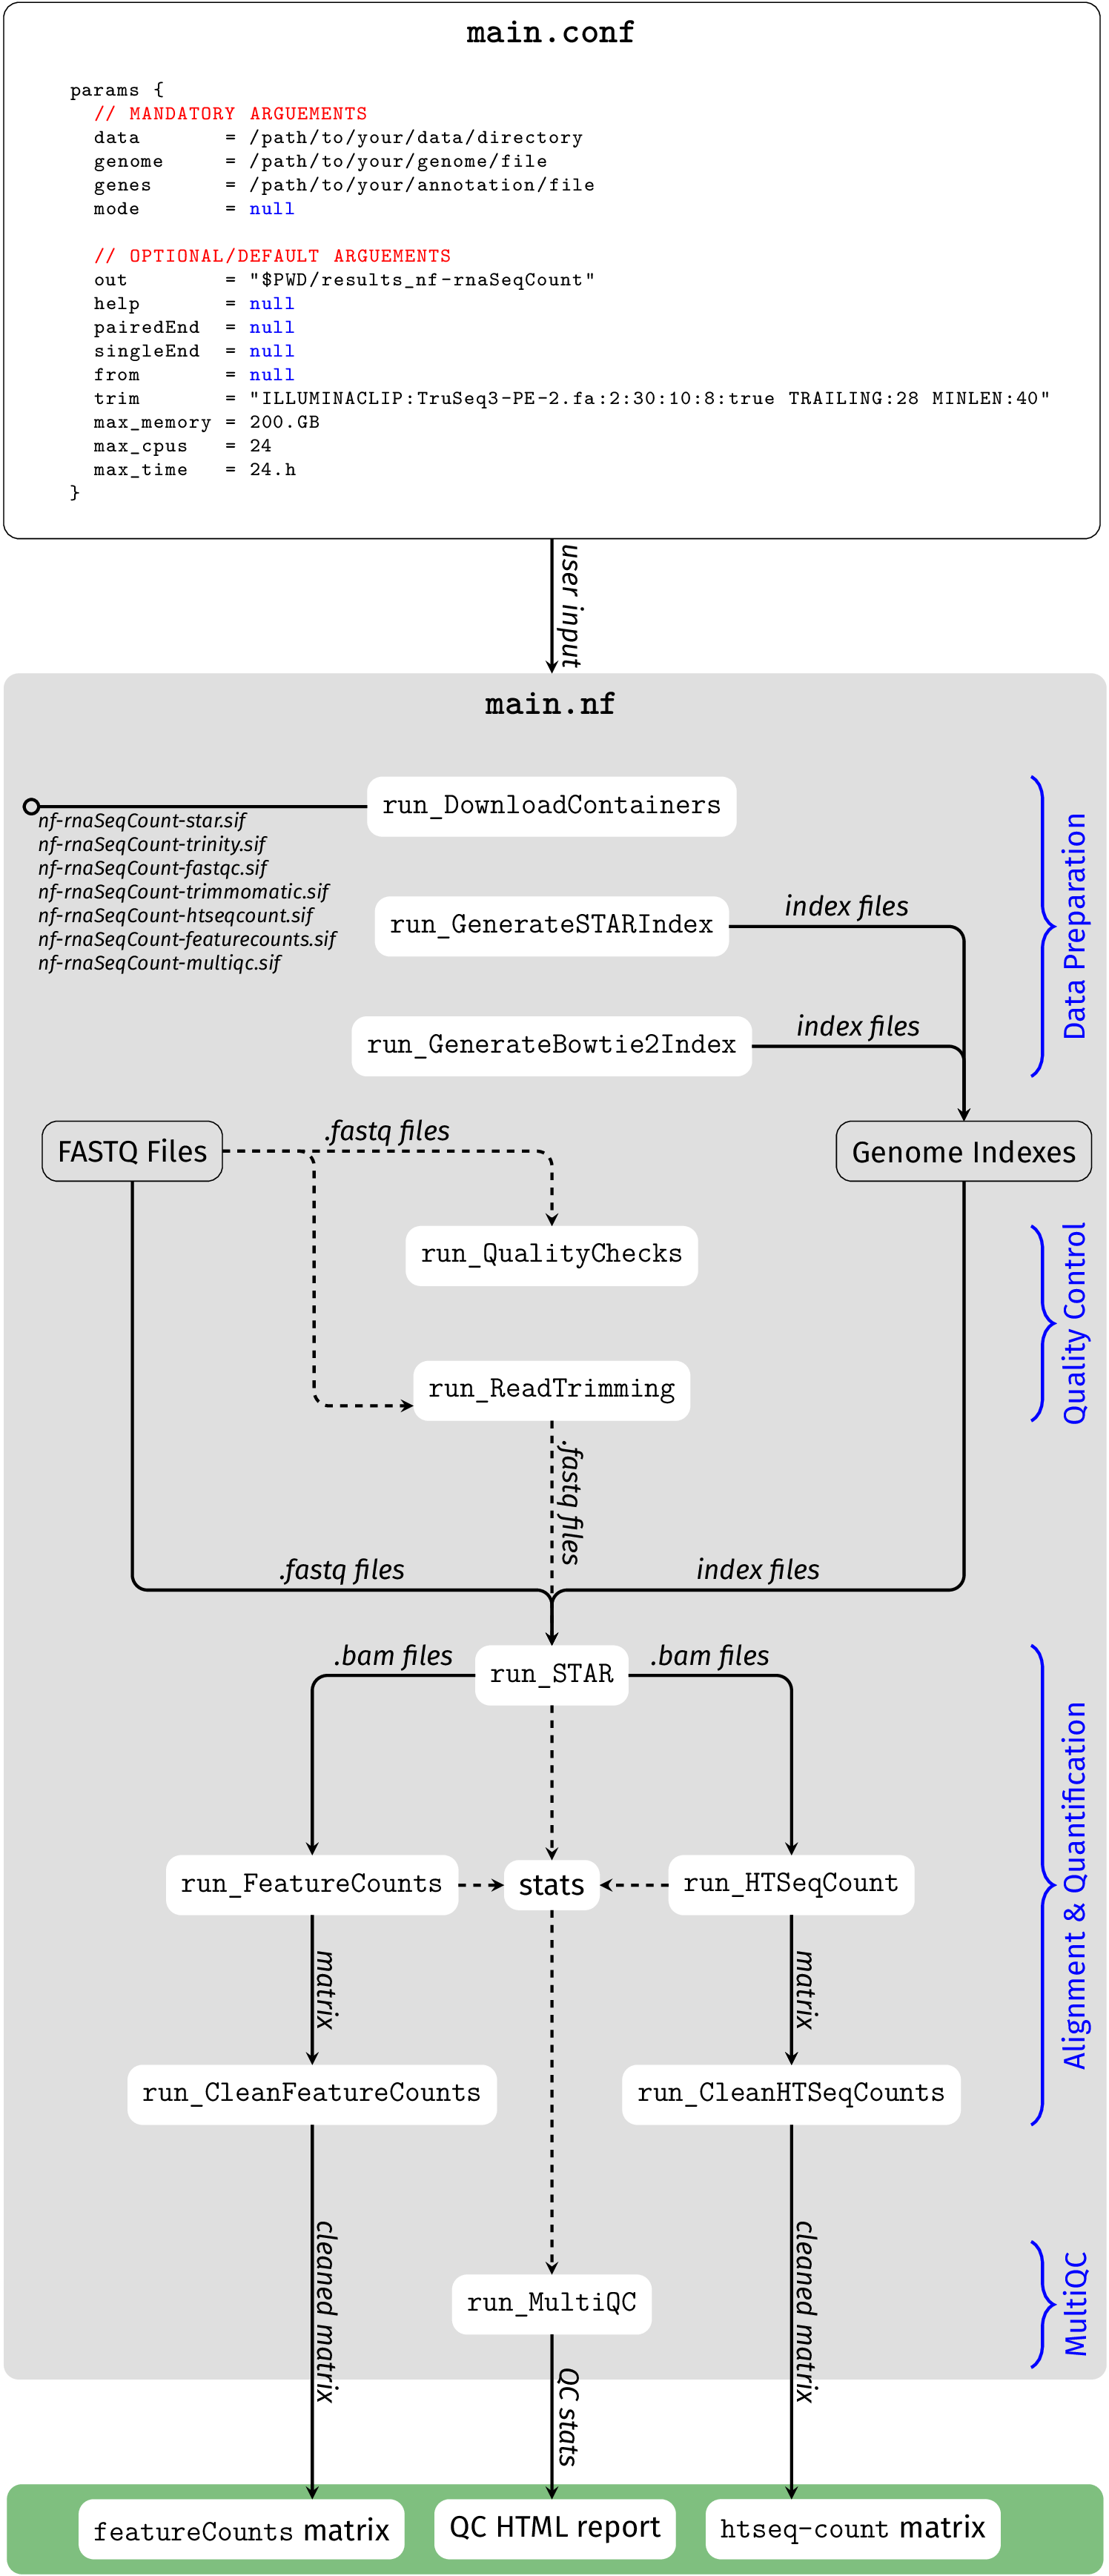 main.conf
params {
// MANDATORY ARGUEMENTS
data = /path/to/your/data/directory
genome = /path/to/your/genome/file
genes = /path/to/your/annotation/file
mode = null
// OPTIONAL/DEFAULT ARGUEMENTS
out = "$PWD/results_nf-rnaSeqCount"
help = null
pairedEnd = null
singleEnd = null
from = null
trim = "ILLUMINACLIP:TruSeq3-PE-2.fa:2:30:10:8:true TRAILING:28 MINLEN:40"
max_memory = 200.GB
max_cpus = 24
max_time = 24.h
}
user input
main.nf
run_DownloadContainers
nf-rnaSeqCount-star.sif
nf-rnaSeqCount-trinity.sif
nf-rnaSeqCount-fastqc.sif
nf-rnaSeqCount-trimmomatic.sif
nf-rnaSeqCount-htseqcount.sif
nf-rnaSeqCount-featurecounts.sif
nf-rnaSeqCount-multiqc.sif
run_GenerateSTARIndex
index files
run_GenerateBowtie2Index
index files
Data Preparation
FASTQ Files
.fastq files
Genome Indexes
run_QualityChecks
run_ReadTrimming
Quality Control
.fastq files
.fastq files
index files
.bam files
run_STAR
.bam files
run_FeatureCounts
stats
run_HTSeqCount
matrix
matrix
run_CleanFeatureCounts
run_CleanHTSeqCounts
Alignment & Quantification
cleaned matrix
cleaned matrix
run_MultiQC
MultiQC
QC stats
featureCounts matrix
QC HTML report
htseq-count matrix